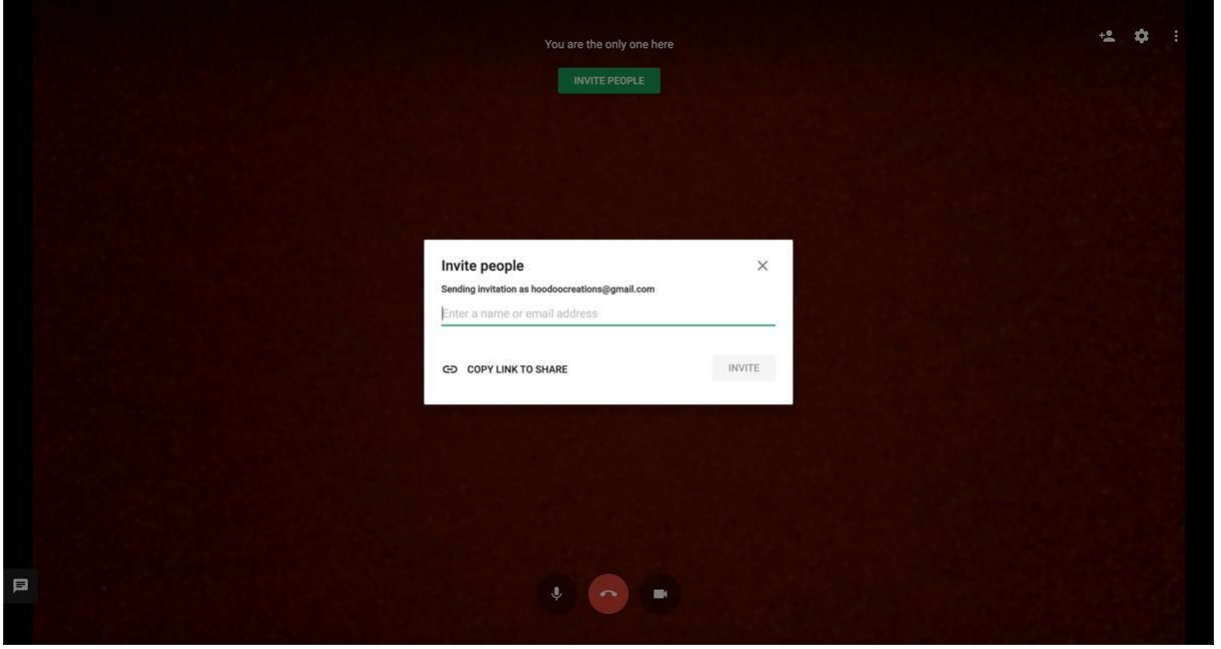 You are the only one here
INVITE PEOPLE
Invite people
Sending invitation as hoodoocreations@gmail.com
Enter a name or email address
COPY LINK TO SHARE
INVITE